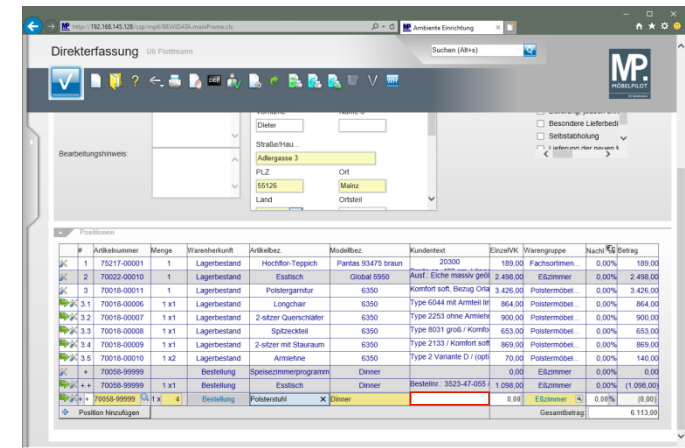 http://192.168.145.128/csp/mp6/BEWIDATA.mainFrame.cls
Ambiente Einrichtung
Direkterfassung Ulì Flottmann
Suchen (Alt+s)
MP.
MÖBELPILOT
Dieter
Besondere Lieferbedi
Selbstabholung
Lieferung der neuen M
Bearbeitungshinweis:
Straße/Hau...
Adlergasse 3
PLZ Ort
55126 Mainz
Land Ortsteil
Positionen
# Artikelnummer Menge Warenherkunft Artikelbez. Modellbez. Kundentext EinzelVK Warengruppe Nachl Betrag
1 75217-00001 1 Lagerbestand Hochflor-Teppich Pantas 93475 braun 20300 189,00 Fachsortimen... 0,00% 189,00
2 70022-00010 1 Lagerbestand Esstisch Global 5950 Ausf. Eiche massiv geöl 2.498,00 Eßzimmer 0,00% 2.498,00
3 70018-00011 1 Lagerbestand Polstergarnitur 6350 Komfort soft, Bezug Orla 3.426,00 Polstermöbel... 0,00% 3.426,00
3.1 70018-00006 1 x1 Lagerbestand Longchair 6350 Type 6044 mit Armteil lin 864,00 Polstermöbel... 0,00% 864,00
3.2 70018-00007 1 x1 Lagerbestand 2-sitzer Querschläfer 6350 Type 2253 ohne Armlehn 900,00 Polstermöbel... 0,00% 900,00
3.3 70018-00008 1 x1 Lagerbestand Spitzeckteil 6350 Type 8031 groß / Komfo 653,00 Polstermöbel... 0,00% 653,00
3.4 70018-00009 1 x1 Lagerbestand 2-sitzer mit Stauraum 6350 Type 2133 / Komfort soft 869,00 Polstermöbel... 0,00% 869,00
3.5 70018-00010 1 x2 Lagerbestand Armlehne 6350 Type 2 Variante D / (opti 70,00 Polstermöbel... 0,00% 140,00
+ 70058-99999 Bestellung Speisezimmerprogramm Dinner 0,00 Eßzimmer 0,00% 0,00
+.+ 70058-99999 1 x1 Bestellung Esstisch Dinner Bestellnr.: 3523-47-055 / 1.098,00 Eßzimmer 0,00% (1.098,00)
+ + 70058-99999 1 x 4 Bestellung Polsterstuhl X Dinner 0,00 Eßzimmer 0,00% (0,00)
Position hinzufügen Gesamtbetrag 6.113,00